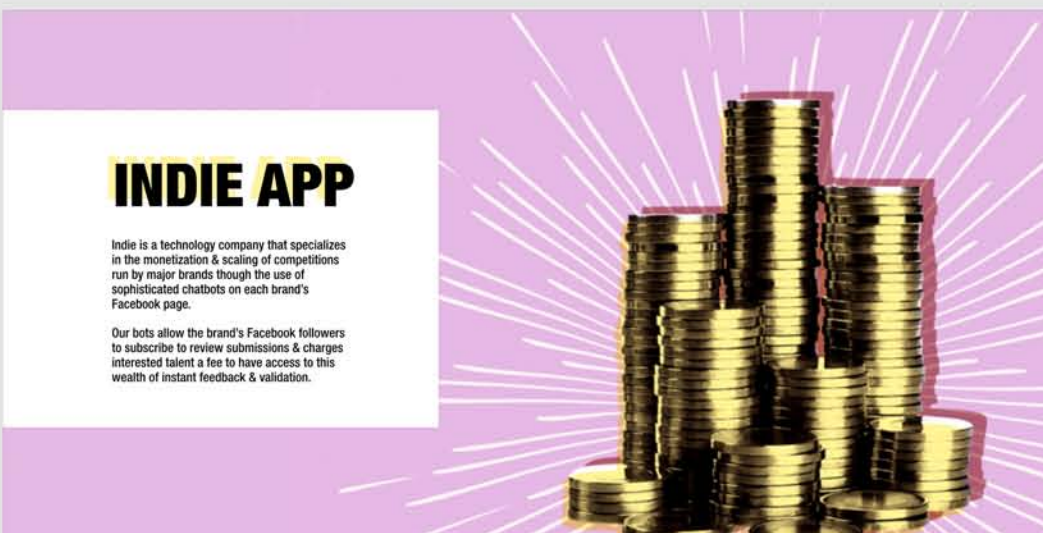 INDIE APP
Indie is a technology company that specializes
in the monetization & scaling of competitions
run by major brands though the use of
sophisticated chatbots on each brand's
Facebook page.
Our bots allow the brand's Facebook followers
to subscribe to review submissions & charges
interested talent a fee to have access to this
wealth of instant feedback & validation.